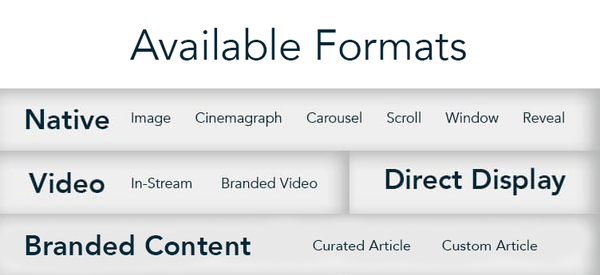 Available Formats
Native Image Cinemagraph Carousel Scroll Window Reveal
Video In-Stream Branded Video Direct Display
Branded Content Curated Article Custom Article